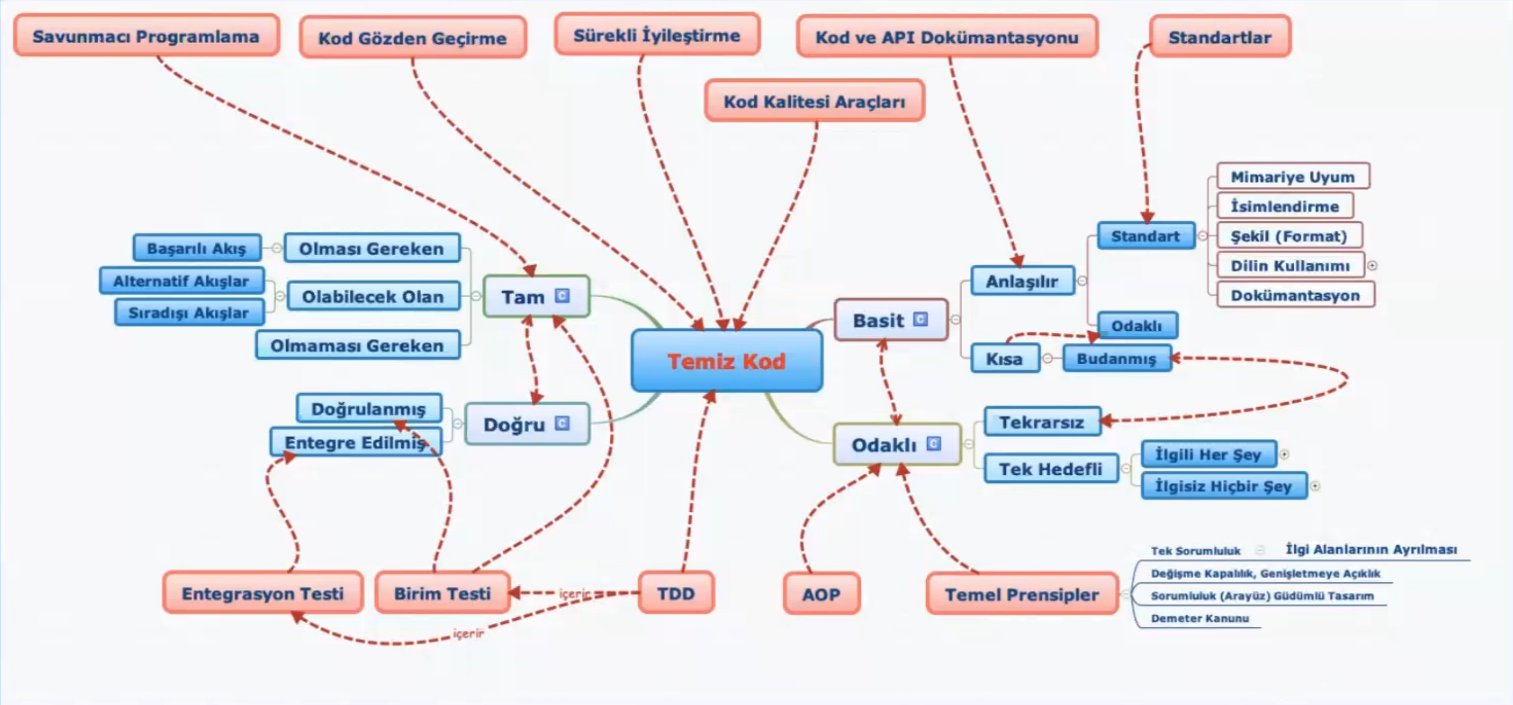 Savunmacı Programlama
Kod Gözden Geçirme
Sürekli İyileştirme
Kod ve API Dokümantasyonu
Standartlar
Kod Kalitesi Araçları
Mimariye Uyum
İsimlendirme
Şekil (Format)
Dilin Kullanımı
Dokümantasyon
Standart
Anlaşılır
Odaklı
Basit
Kısa
Budanmış
Başarılı Akış
Olması Gereken
Alternatif Akışlar
Sıradışı Akışlar
Olabilecek Olan
Olmaması Gereken
Tam
Temiz Kod
Doğrulanmış
Entegre Edilmiş
Doğru
Odaklı
Tekrarsız
Tek Hedefli
İlgili Her Şey
İlgisiz Hiçbir Şey
Entegrasyon Testi
Birim Testi
içerir
içerir
TDD
AOP
Temel Prensipler
Tek Sorumluluk
İlgi Alanlarının Ayrılması
Değişme Kapalılık, Genişletmeye Açıklık
Sorumluluk (Arayüz) Güdümlü Tasarım
Demeter Kanunu